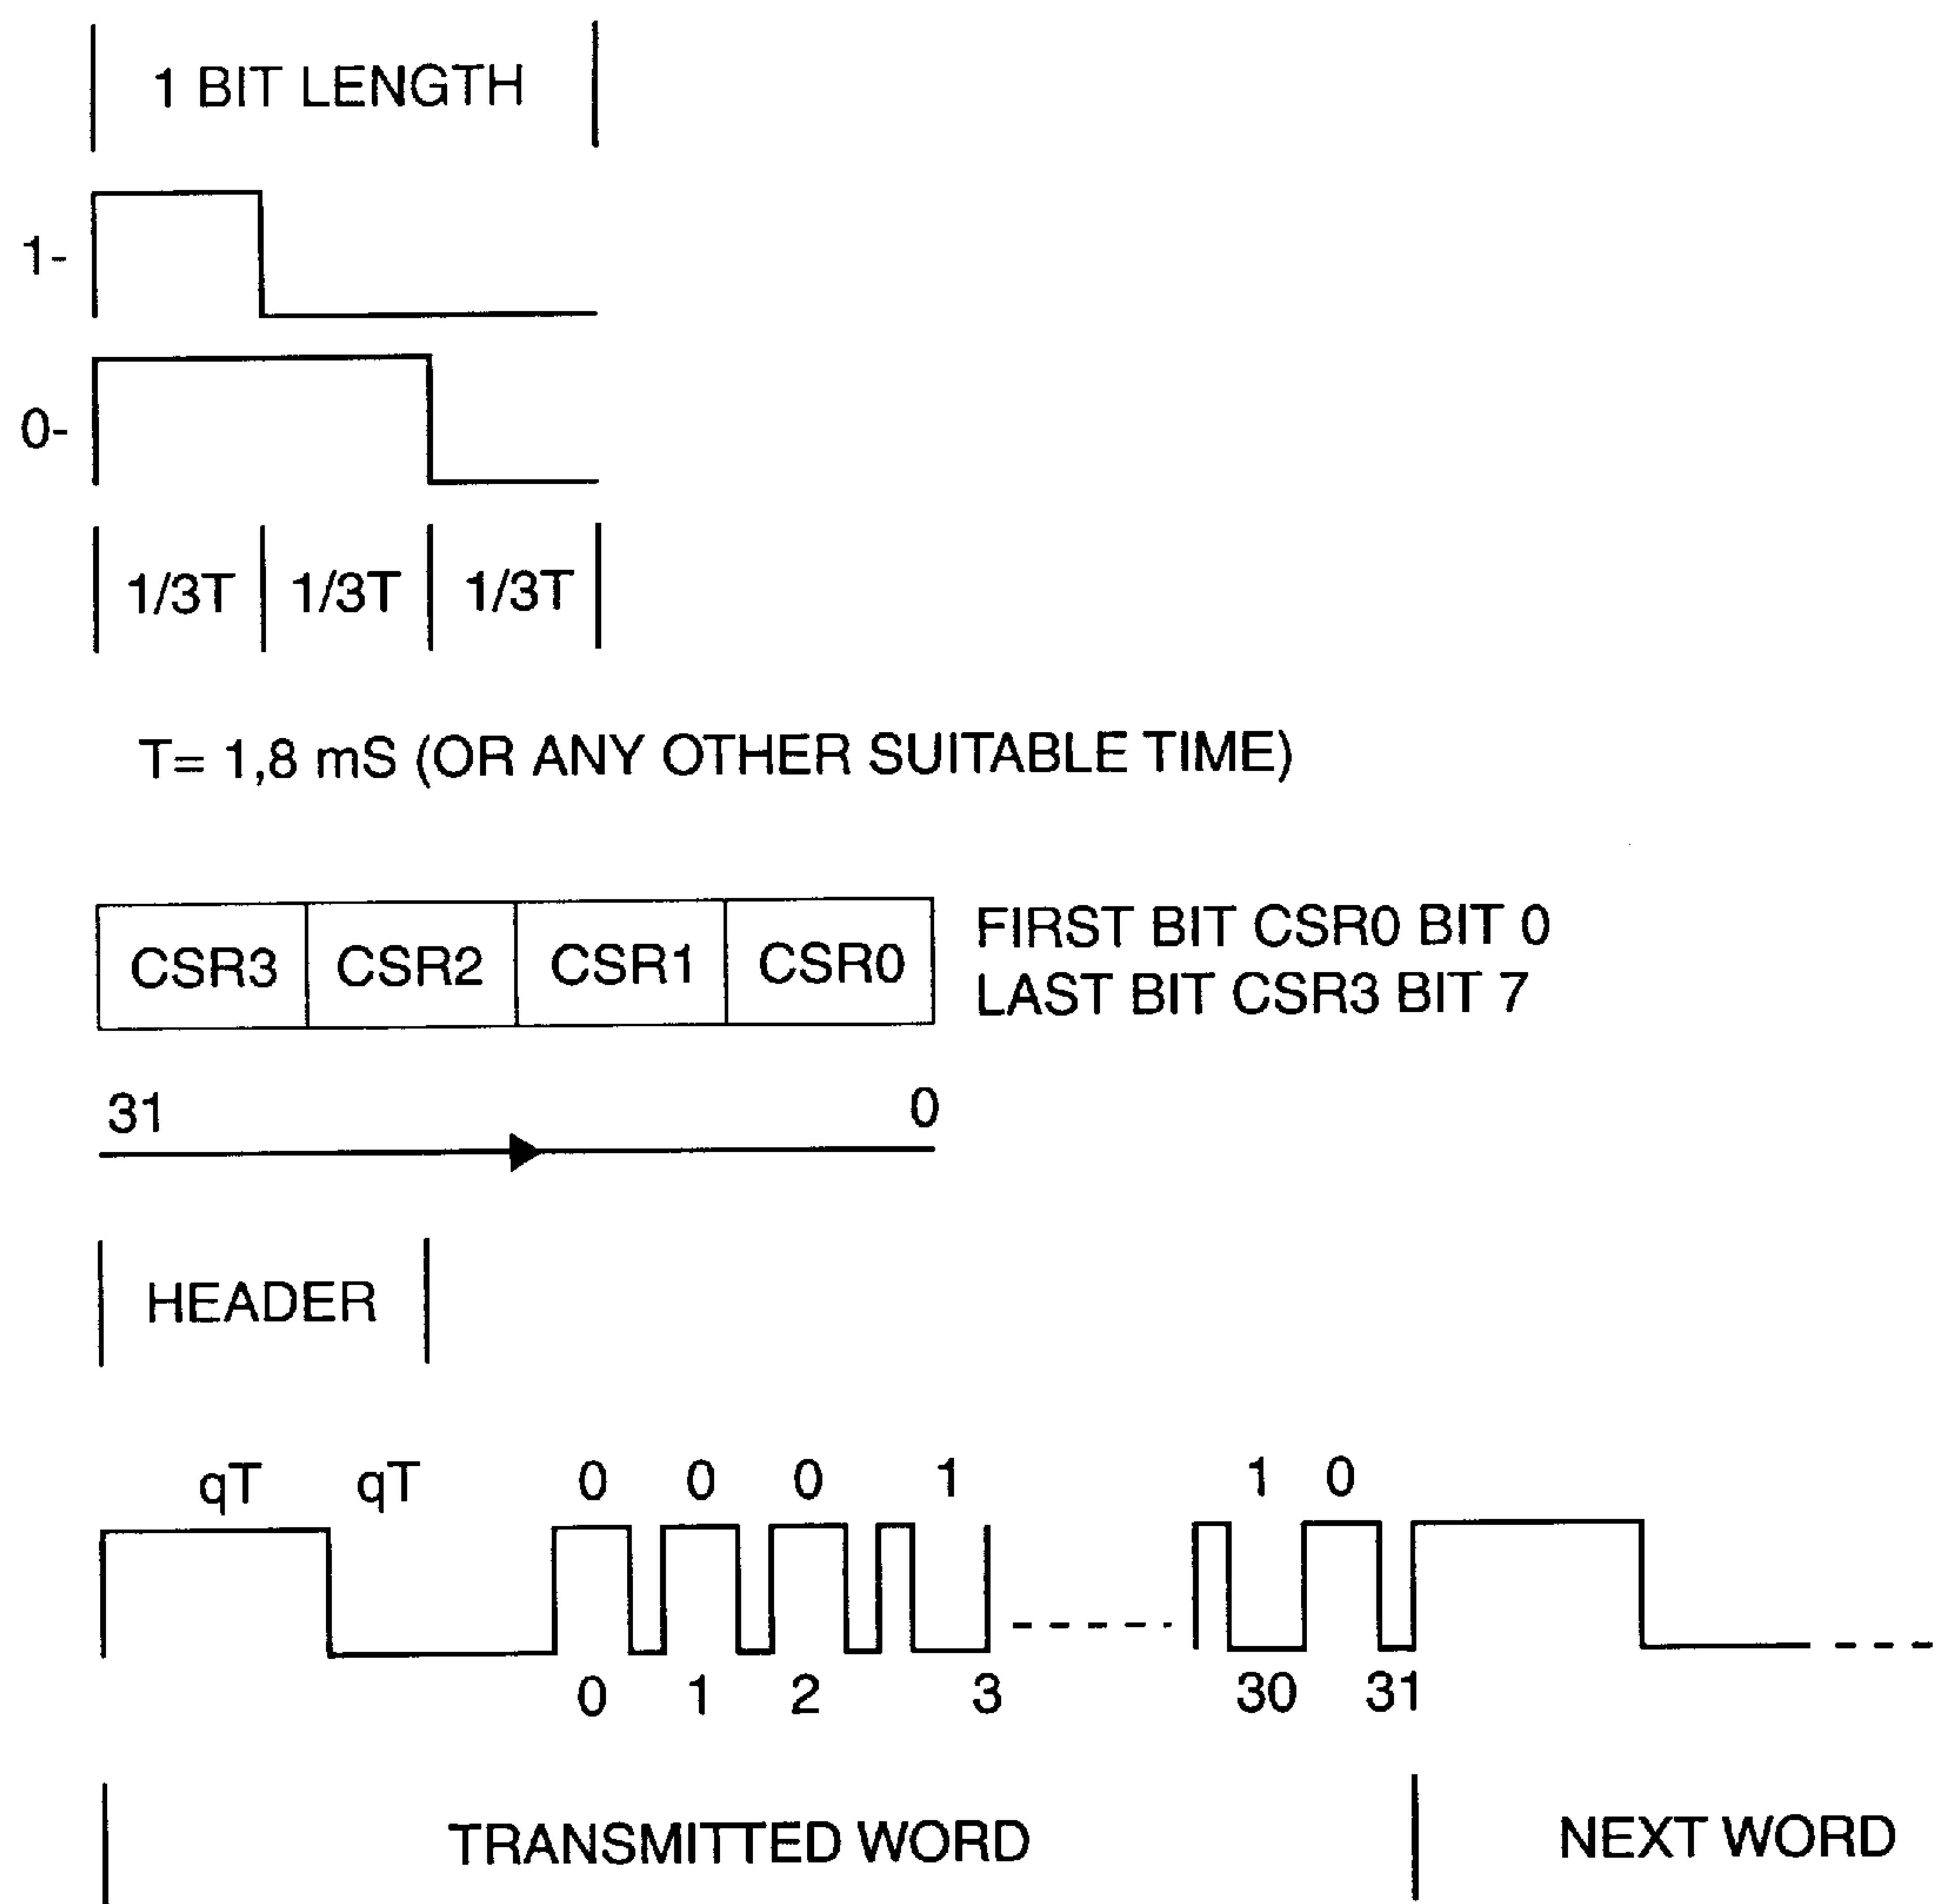 1 BIT LENGTH
1-
0-
1/3T 1/3T 1/3T
T= 1,8 mS (OR ANY OTHER SUITABLE TIME)
CSR3 CSR2 CSR1 CSR0
FIRST BIT CSR0 BIT 0
LAST BIT CSR3 BIT 7
31 0
HEADER
qT qT 0 0 0 1 1 0
0 1 2 3 30 31
TRANSMITTED WORD NEXT WORD